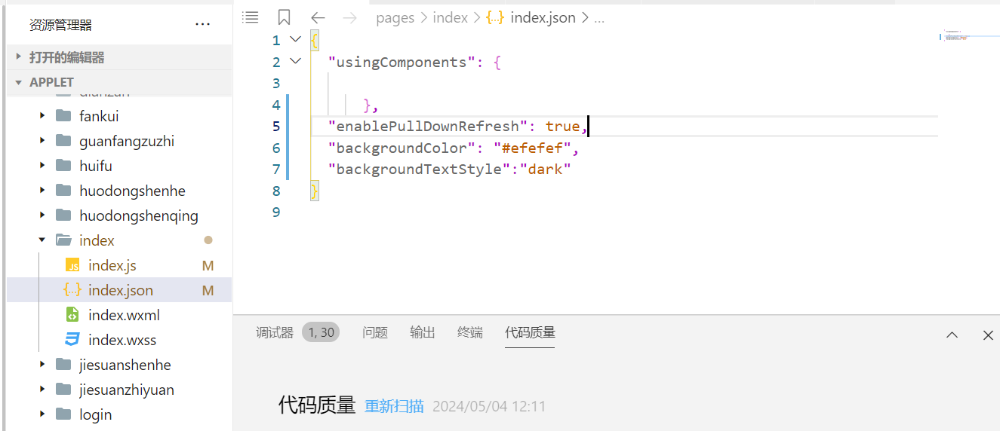 资源管理器
···
打开的编辑器
APPLET
fankui
guanfangzuzhi
huifu
huodongshenhe
huodongshenqing
index
index.js M
index.json M
index.wxml
index.wxss
jiesuanshenhe
jiesuanzhiyuan
login
pages > index > {..} index.json > ...
1 {
2 "usingComponents": {
3
4 },
5 "enablePullDownRefresh": true,
6 "backgroundColor": "#efefef",
7 "backgroundTextStyle":"dark"
8 }
9
调试器 1, 30 问题 输出 终端 代码质量
代码质量 重新扫描 2024/05/04 12:11